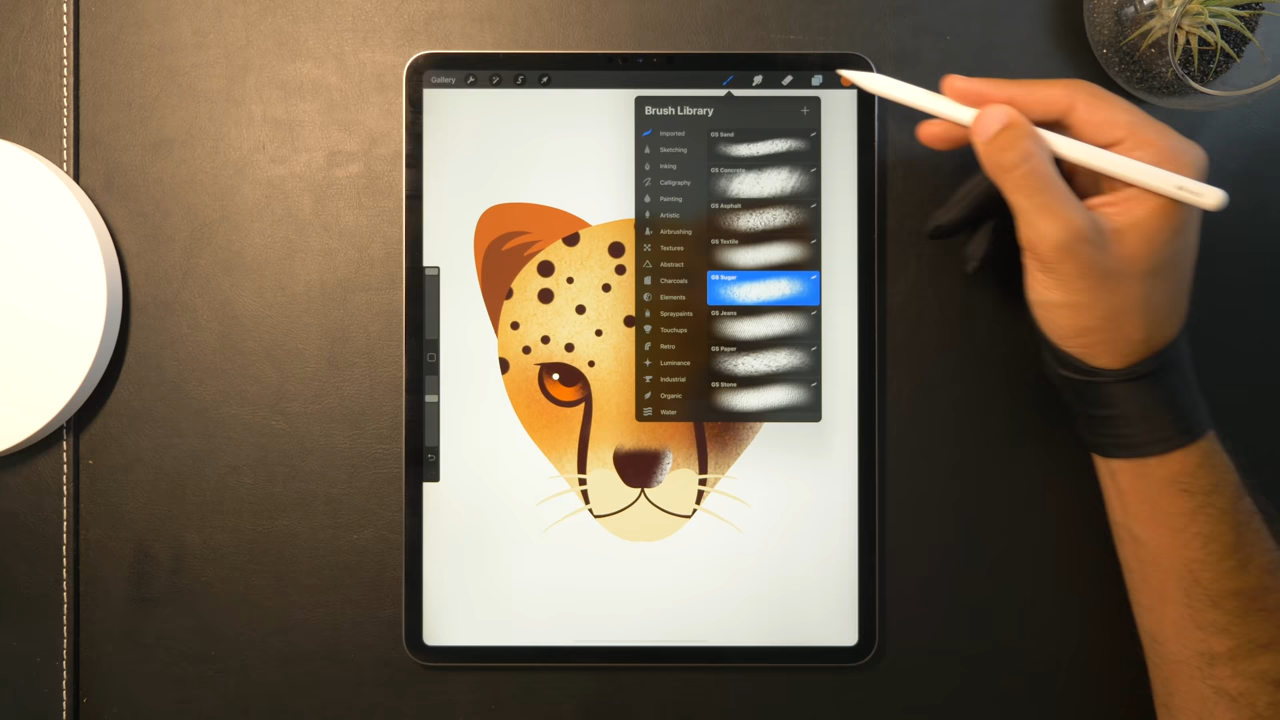 Gallery
Brush Library
Imported
Sketching
Inking
Calligraphy
Painting
Artistic
Airbrushing
Textures
Abstract
Charcoals
Elements
Spraypaints
Touchups
Retro
Luminance
Industrial
Organic
Water
GS Sand
GS Concrete
GS Asphalt
GS Textile
GS Sugar
GS Jeans
GS Paper
GS Stone